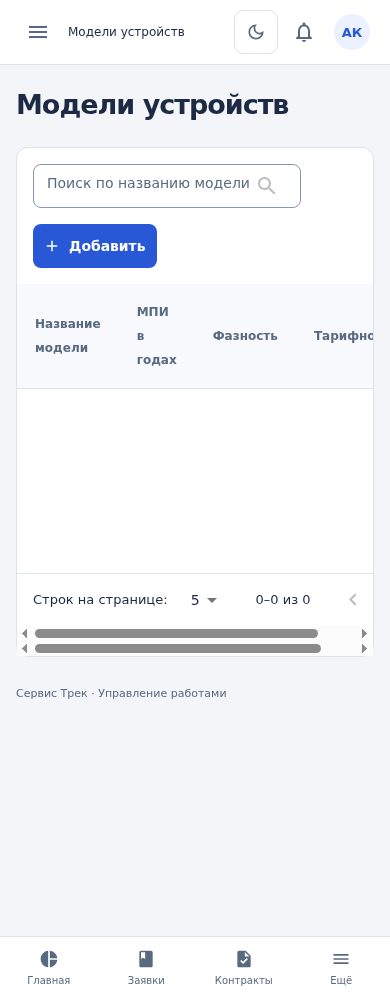 Модели устройств
АК
Модели устройств
Поиск по названию модели
Добавить
Название модели
МПИ в годах
Фазность
Тарифно
Строк на странице:
5
0–0 из 0
Сервис Трек · Управление работами
Главная
Заявки
Контракты
Ещё